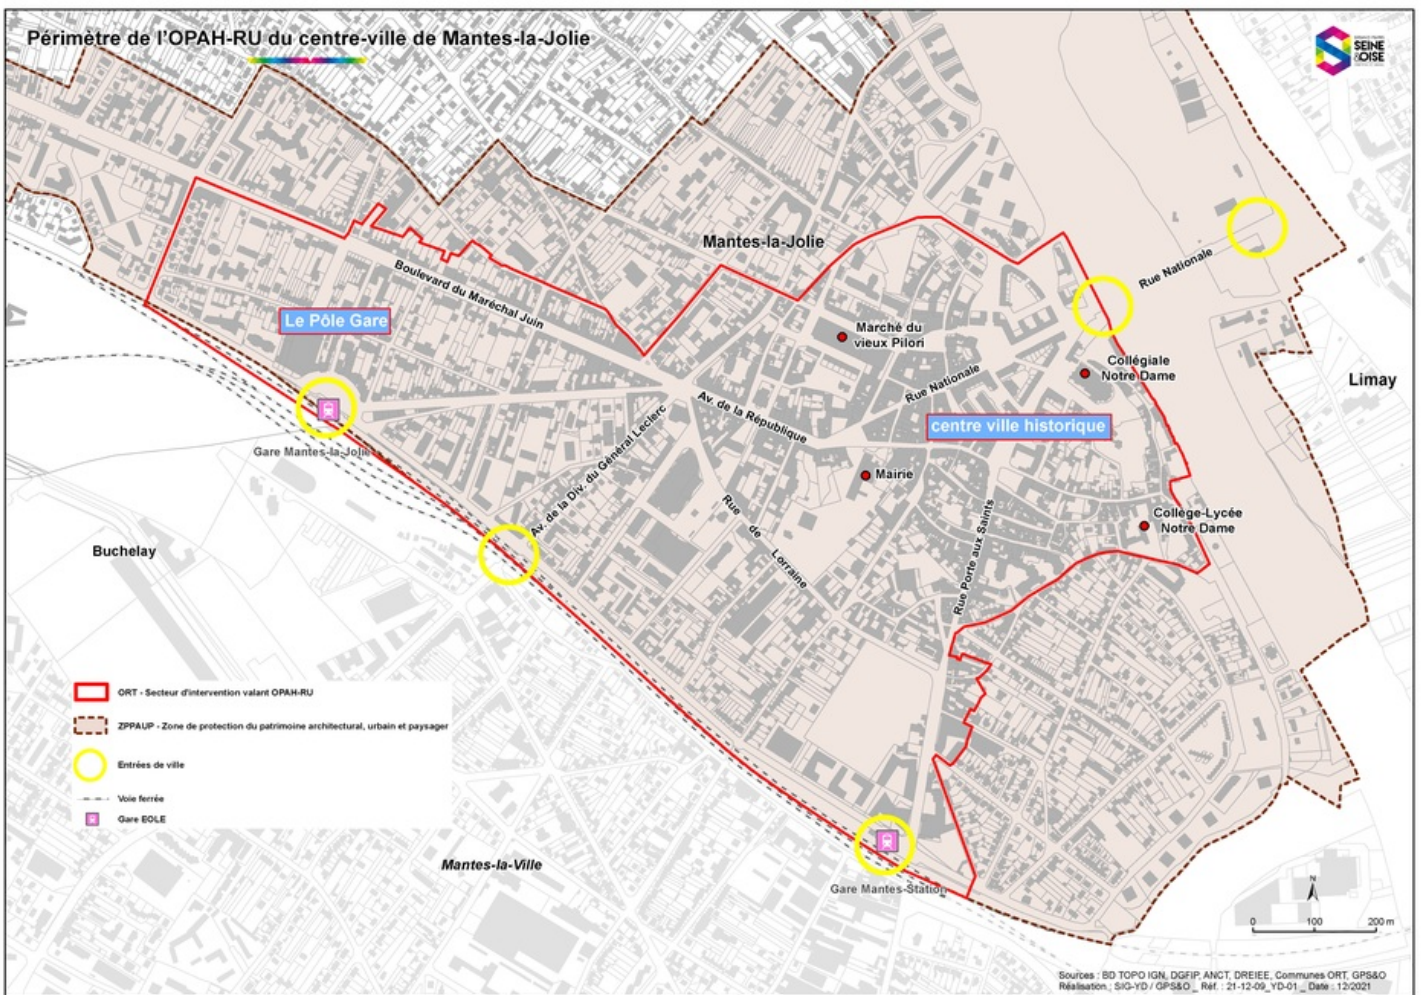 Périmètre de l'OPAH-RU du centre-ville de Mantes-la-Jolie
SEINE
&OISE
Mantes-la-Jolie
Rue Nationale
Boulevard du Maréchal Juin
Le Pôle Gare
Marché du
vieux Pilori
Collégiale
Notre Dame
Limay
Rue Nationale
Av. de la République
centre ville historique
Gare Mantes-la-Jolie
Av. de la Div. du Général Leclerc
Mairie
Rue de Lorraine
Rue Porte aux Saints
Collège-Lycée
Notre Dame
Buchelay
ORT - Secteur d'intervention valant OPAH-RU
ZPPAUP - Zone de protection du patrimoine architectural, urbain et paysager
Entrées de ville
Voie ferrée
Gare EOLE
Mantes-la-Ville
Gare Mantes-Station
N
0 100 200 m
Sources : BD TOPO IGN, DGFIP, ANCT, DREIEE, Communes ORT, GPS&O
Réalisation : SIG-YD / GPS&O _ Réf. : 21-12-09_YD-01 _ Date : 12/2021